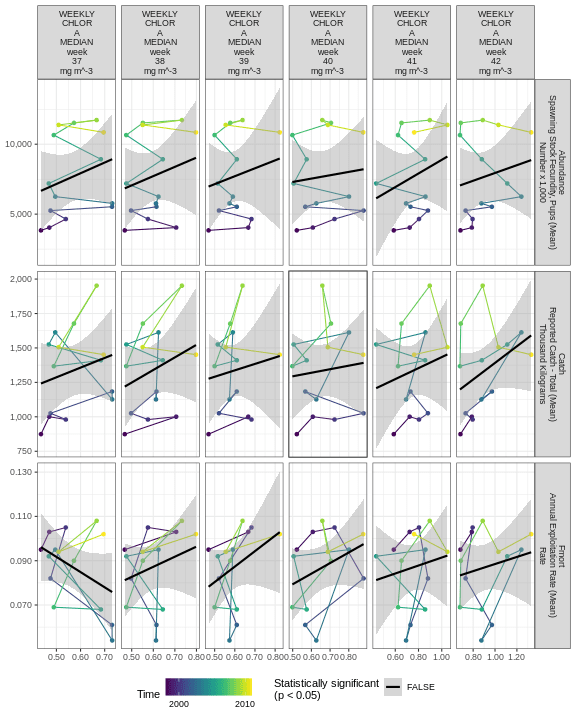 WEEKLY WEEKLY WEEKLY WEEKLY WEEKLY WEEKLY
CHLOR CHLOR CHLOR CHLOR CHLOR CHLOR
A A A A A A
MEDIAN MEDIAN MEDIAN MEDIAN MEDIAN MEDIAN
week week week week week week
37 38 39 40 41 42
mg m^-3 mg m^-3 mg m^-3 mg m^-3 mg m^-3 mg m^-3
10,000
5,000
Abundance
Spawning Stock Fecundity, Pups (Mean)
Number x 1,000
2,000
1,750
1,500
1,250
1,000
750
Catch
Reported Catch - Total (Mean)
Thousand Kilograms
0.130
0.110
0.090
0.070
Fmort
Annual Exploitation Rate (Mean)
Rate
0.50 0.60 0.70 0.50 0.60 0.70 0.80 0.50 0.60 0.70 0.80 0.50 0.60 0.70 0.80 0.60 0.80 1.00 0.80 1.00 1.20
Time
2000 2010
Statistically significant
(p < 0.05)
FALSE